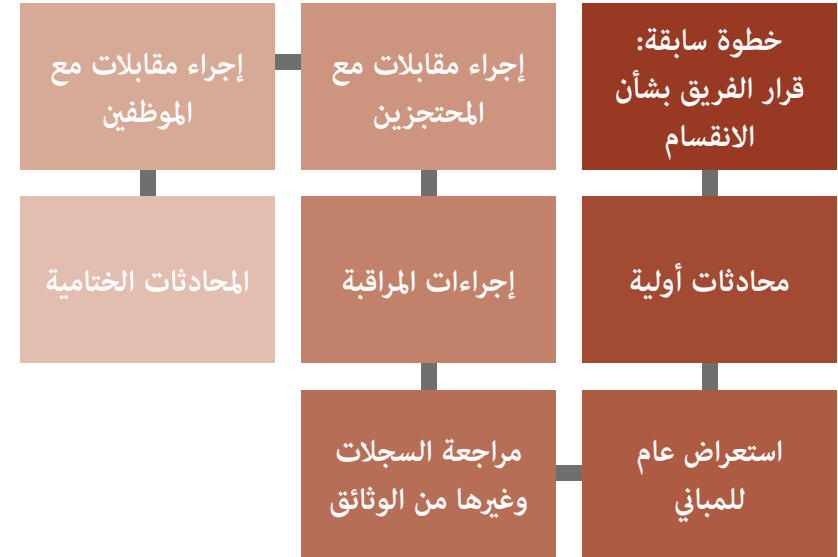 خطوة سابقة:
قرار الفريق بشأن
الانقسام
محادثات أولية
استعراض عام
للمباني
مراجعة السجلات
وغيرها من الوثائق
إجراءات المراقبة
إجراء مقابلات مع
المحتجزين
إجراء مقابلات مع
الموظفين
المحادثات الختامية